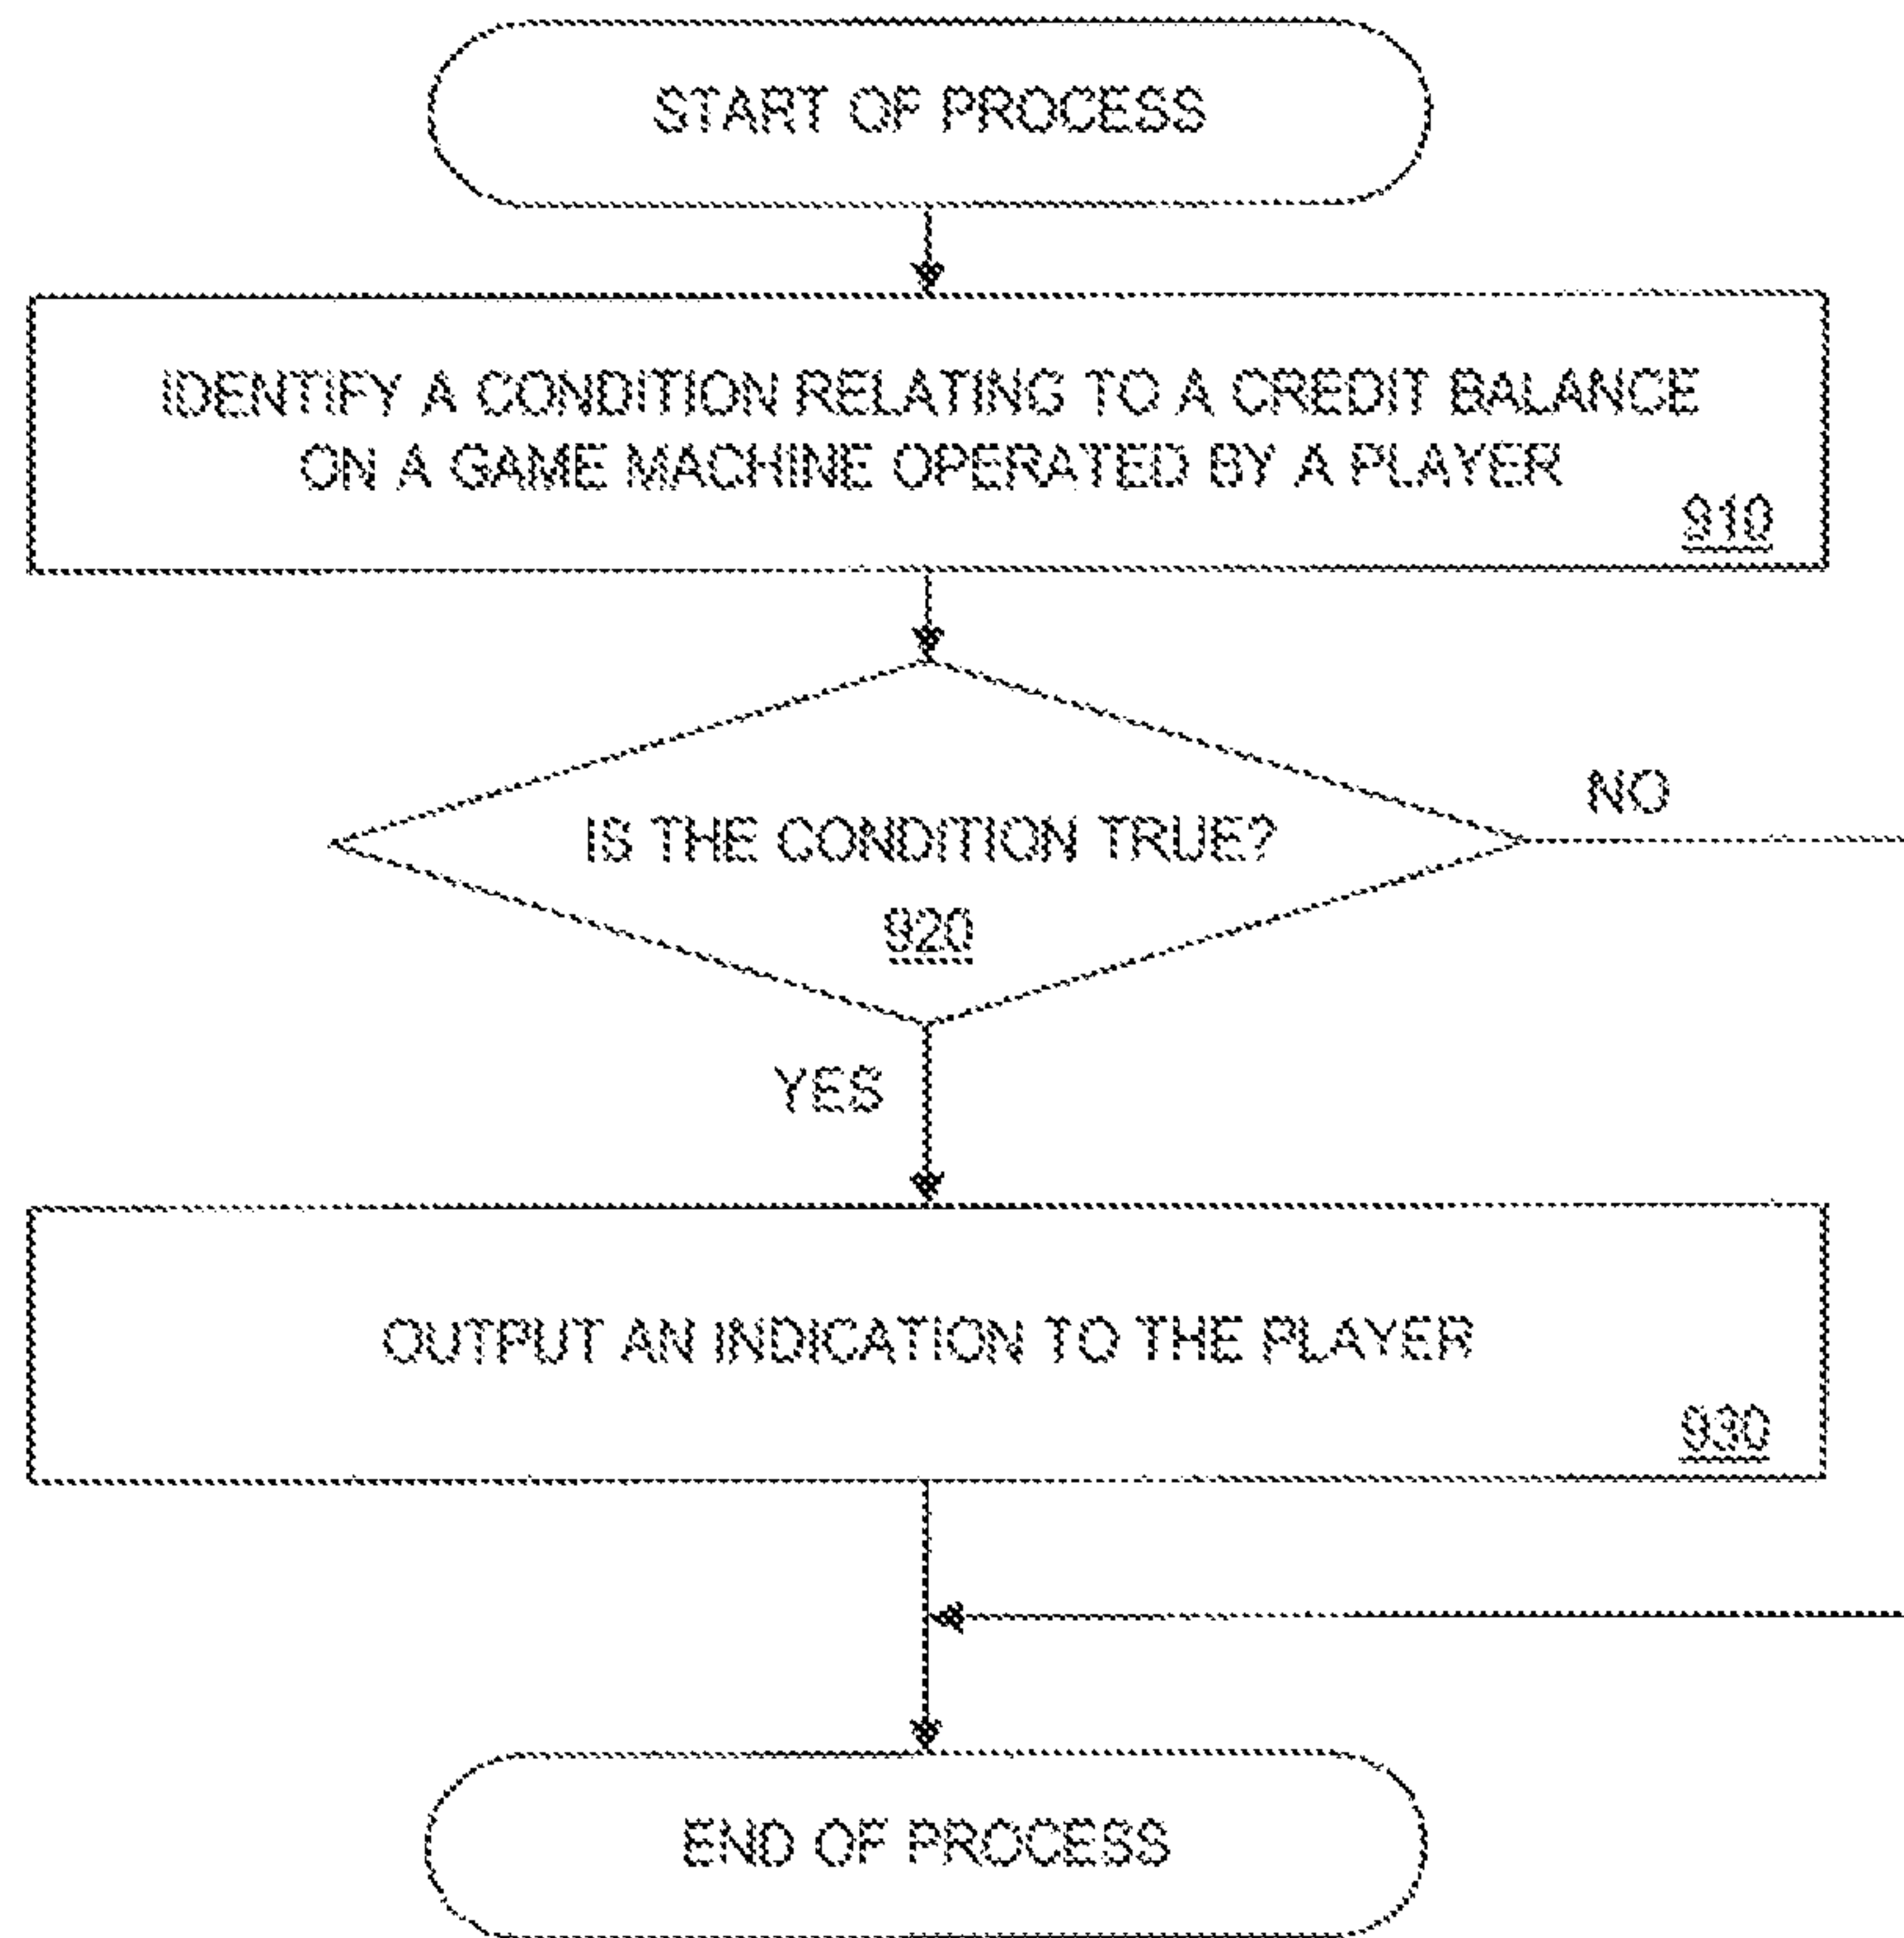 START OF PROCESS
IDENTIFY A CONDITION RELATING TO A CREDIT BALANCE
ON A GAME MACHINE OPERATED BY A PLAYER
910
IS THE CONDITION TRUE?
NO
920
YES
OUTPUT AN INDICATION TO THE PLAYER
930
END OF PROCESS